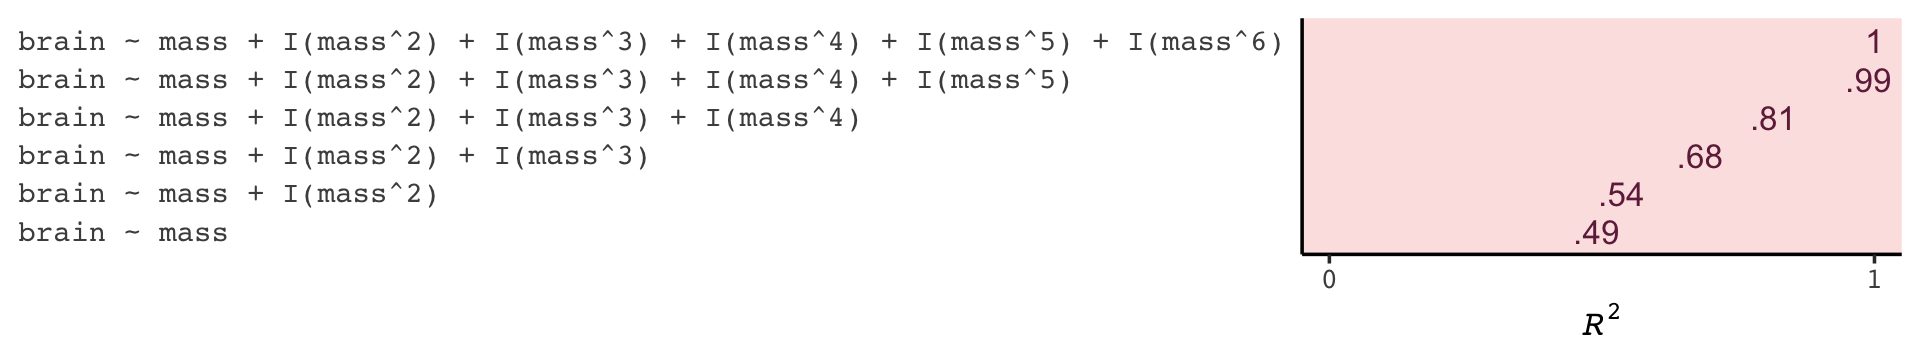 brain ~ mass + I(mass^2) + I(mass^3) + I(mass^4) + I(mass^5) + I(mass^6) 1
brain ~ mass + I(mass^2) + I(mass^3) + I(mass^4) + I(mass^5) .99
brain ~ mass + I(mass^2) + I(mass^3) + I(mass^4) .81
brain ~ mass + I(mass^2) + I(mass^3) .68
brain ~ mass + I(mass^2) .54
brain ~ mass .49
0 1
R²